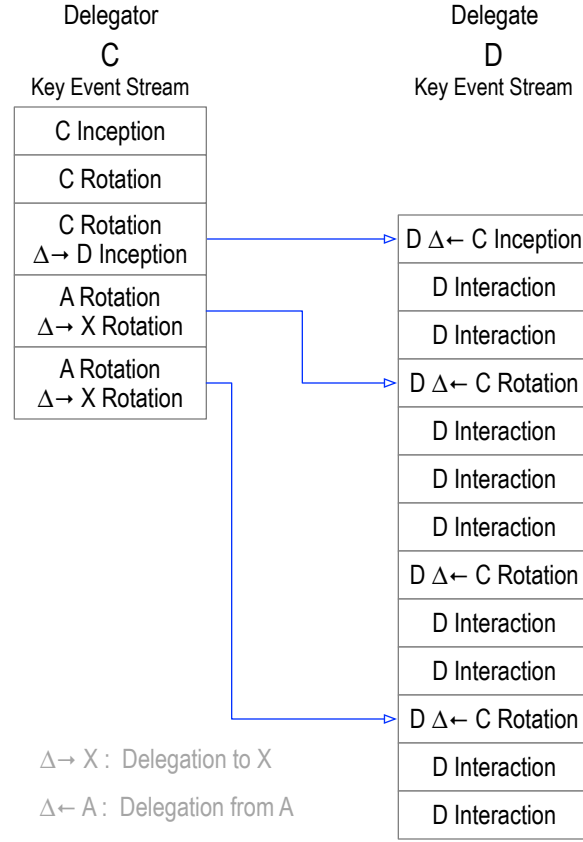 Delegator
C
Key Event Stream
C Inception
C Rotation
C Rotation
Δ→ D Inception
A Rotation
Δ→ X Rotation
A Rotation
Δ→ X Rotation
Delegate
D
Key Event Stream
D Δ← C Inception
D Interaction
D Interaction
D Δ← C Rotation
D Interaction
D Interaction
D Interaction
D Δ← C Rotation
D Interaction
D Interaction
D Δ← C Rotation
D Interaction
D Interaction
Δ→ X : Delegation to X
Δ← A : Delegation from A